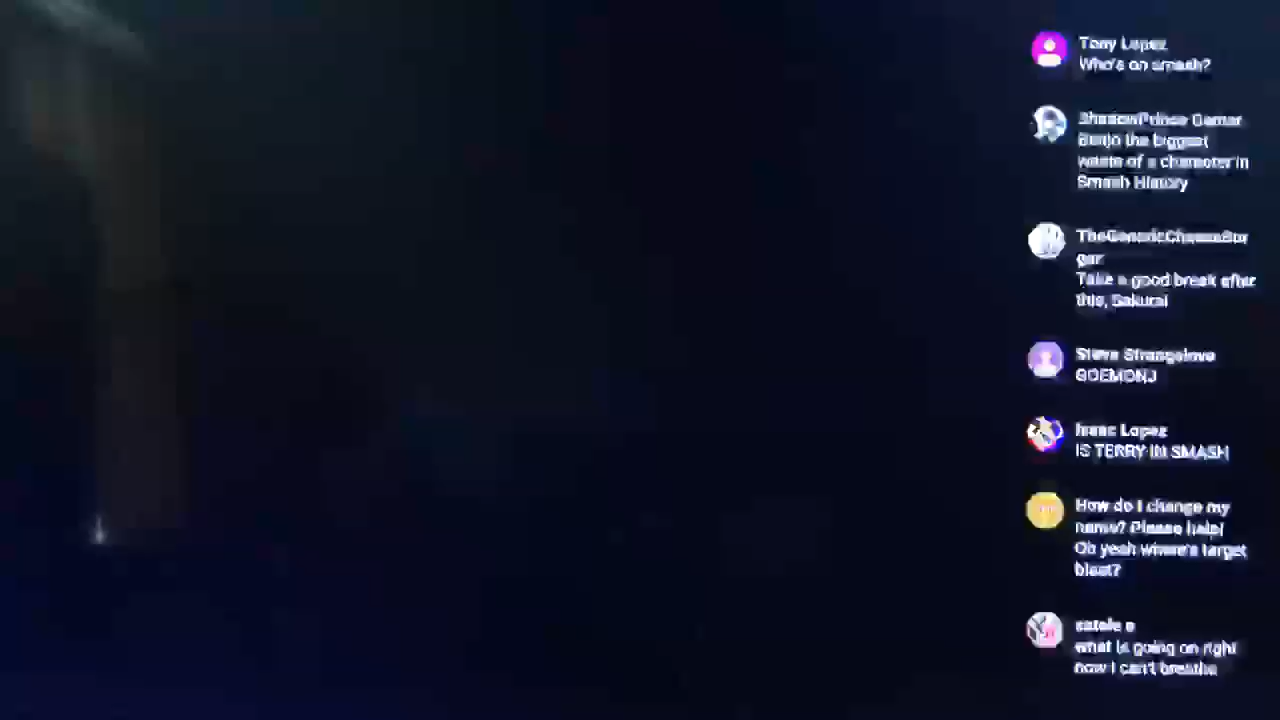 Tony Lopez
Who's on smash?
ShadowPrince Gamer
Banjo the biggest
waste of a character in
Smash History
TheGenericCheeseBur
ger
Take a good break after
this, Sakurai
Steve Strangelove
GOEMON
Isaac Lopez
IS TERRY IN SMASH
How do I change my
name? Please help!
Oh yeah where's target
blast?
what is going on right
now I can't breathe